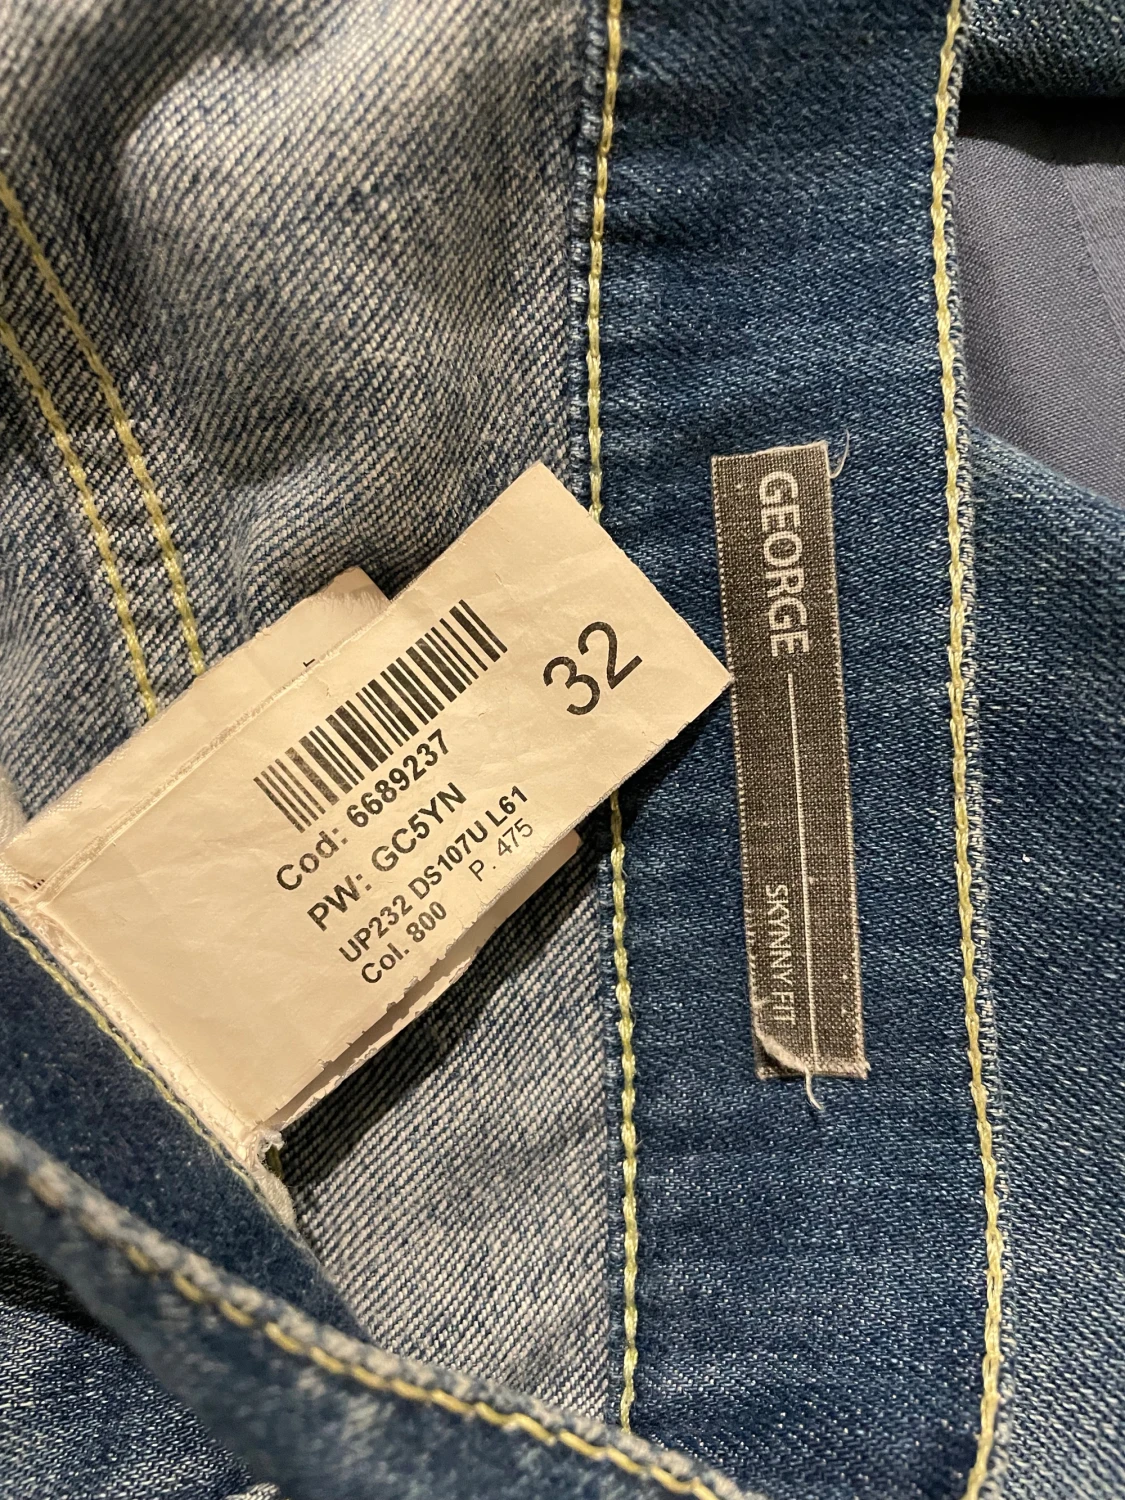 32
Cod: 6689237
PW: GC5YN
UP232 DS107U L61
Col. 800 P. 475
GEORGE
SKYNNY FIT